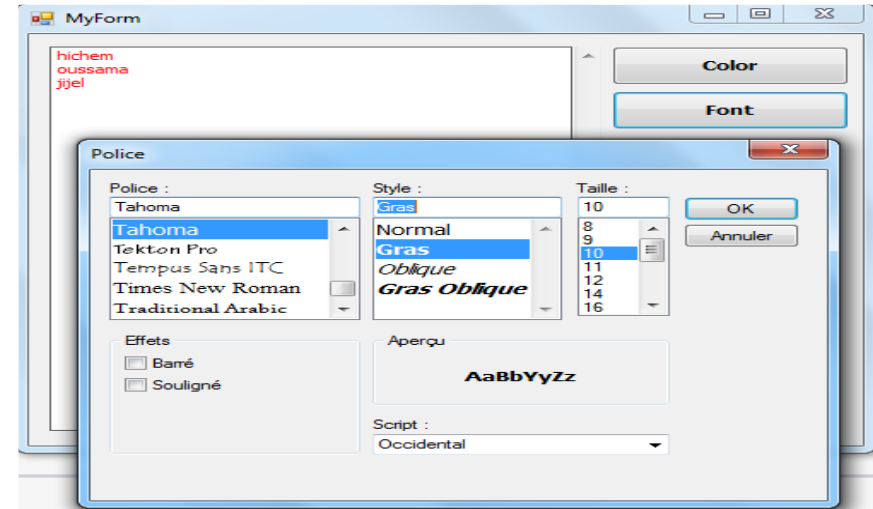 MyForm
hichem
oussama
jijel
Color
Font
Police
Police :
Tahoma
Tahoma
Tekton Pro
Tempus Sans ITC
Times New Roman
Traditional Arabic
Style :
Gras
Normal
Gras
Oblique
Gras Oblique
Taille :
10
8
9
10
11
12
14
16
OK
Annuler
Effets
Barré
Souligné
Aperçu
AaBbYyZz
Script :
Occidental